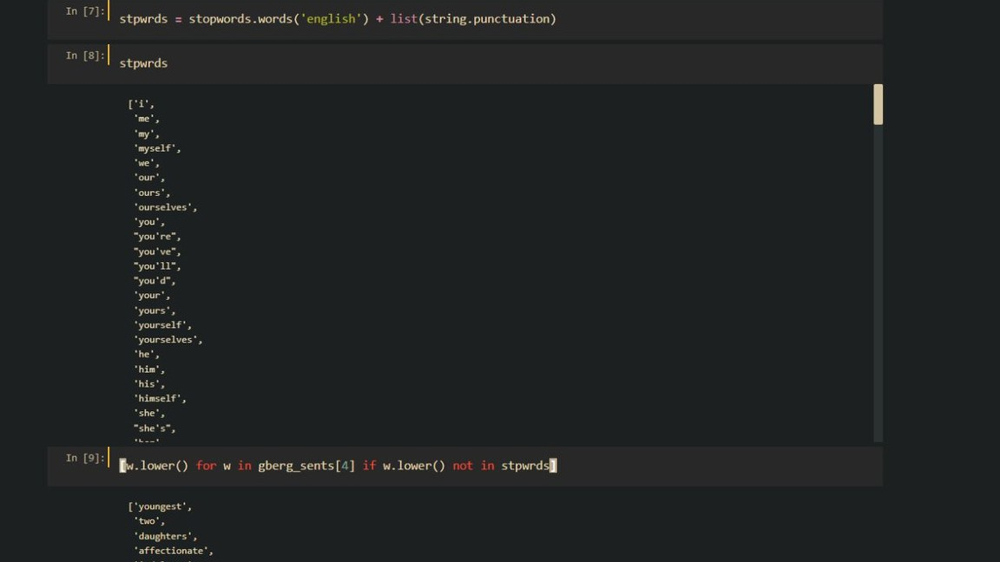 In [7]: stpwrds = stopwords.words('english') + list(string.punctuation)
In [8]: stpwrds
['i',
'me',
'my',
'myself',
'we',
'our',
'ours',
'ourselves',
'you',
"you're",
"you've",
"you'll",
"you'd",
'your',
'yours',
'yourself',
'yourselves',
'he',
'him',
'his',
'himself',
'she',
"she's",
In [9]: [w.lower() for w in gberg_sents[4] if w.lower() not in stpwrds]
['youngest',
'two',
'daughters',
'affectionate',